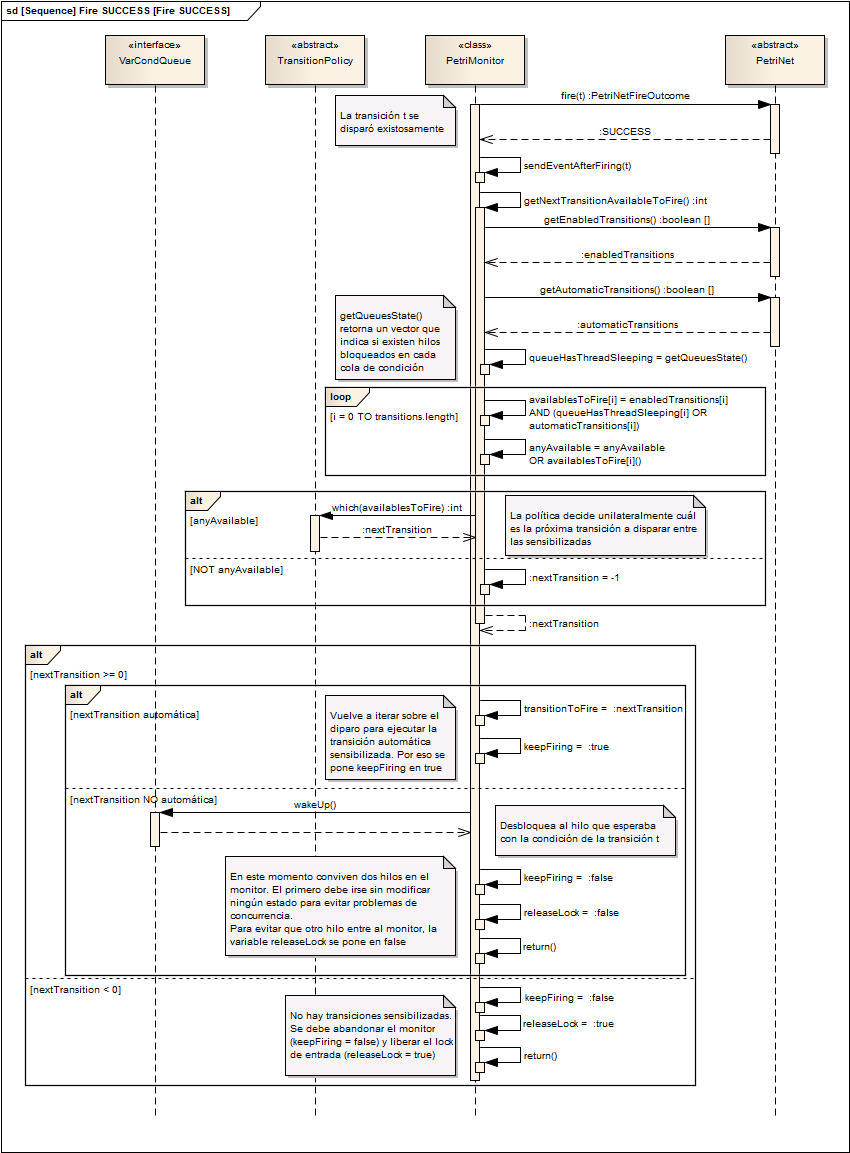 sd [Sequence] Fire SUCCESS [Fire SUCCESS]
«interface»
VarCondQueue
«abstract»
TransitionPolicy
«class»
PetriMonitor
«abstract»
PetriNet
fire(t) :PetriNetFireOutcome
La transición t se
disparó existosamente
:SUCCESS
sendEventAfterFiring(t)
getNextTransitionAvailableToFire() :int
getEnabledTransitions() :boolean []
:enabledTransitions
getAutomaticTransitions() :boolean []
getQueuesState()
retorna un vector que
indica si existen hilos
bloqueados en cada
cola de condición
:automaticTransitions
queueHasThreadSleeping = getQueuesState()
loop
[i = 0 TO transitions.length]
availablesToFire[i] = enabledTransitions[i]
AND (queueHasThreadSleeping[i] OR
automaticTransitions[i])
anyAvailable = anyAvailable
OR availablesToFire[i]()
alt
[anyAvailable]
which(availablesToFire) :int
:nextTransition
La política decide unilateralmente cuál
es la próxima transición a disparar entre
las sensibilizadas
[NOT anyAvailable]
:nextTransition = -1
:nextTransition
alt
[nextTransition >= 0]
alt
[nextTransition automática]
Vuelve a iterar sobre el
diparo para ejecutar la
transición automática
sensibilizada. Por eso se
pone keepFiring en true
transitionToFire = :nextTransition
keepFiring = :true
[nextTransition NO automática]
wakeUp()
Desbloquea al hilo que esperaba
con la condición de la transición t
En este momento conviven dos hilos en el
monitor. El primero debe irse sin modificar
ningún estado para evitar problemas de
concurrencia.
Para evitar que otro hilo entre al monitor, la
variable releaseLock se pone en false
keepFiring = :false
releaseLock = :false
return()
[nextTransition < 0]
No hay transiciones sensibilizadas.
Se debe abandonar el monitor
(keepFiring = false) y liberar el lock
de entrada (releaseLock = true)
keepFiring = :false
releaseLock = :true
return()